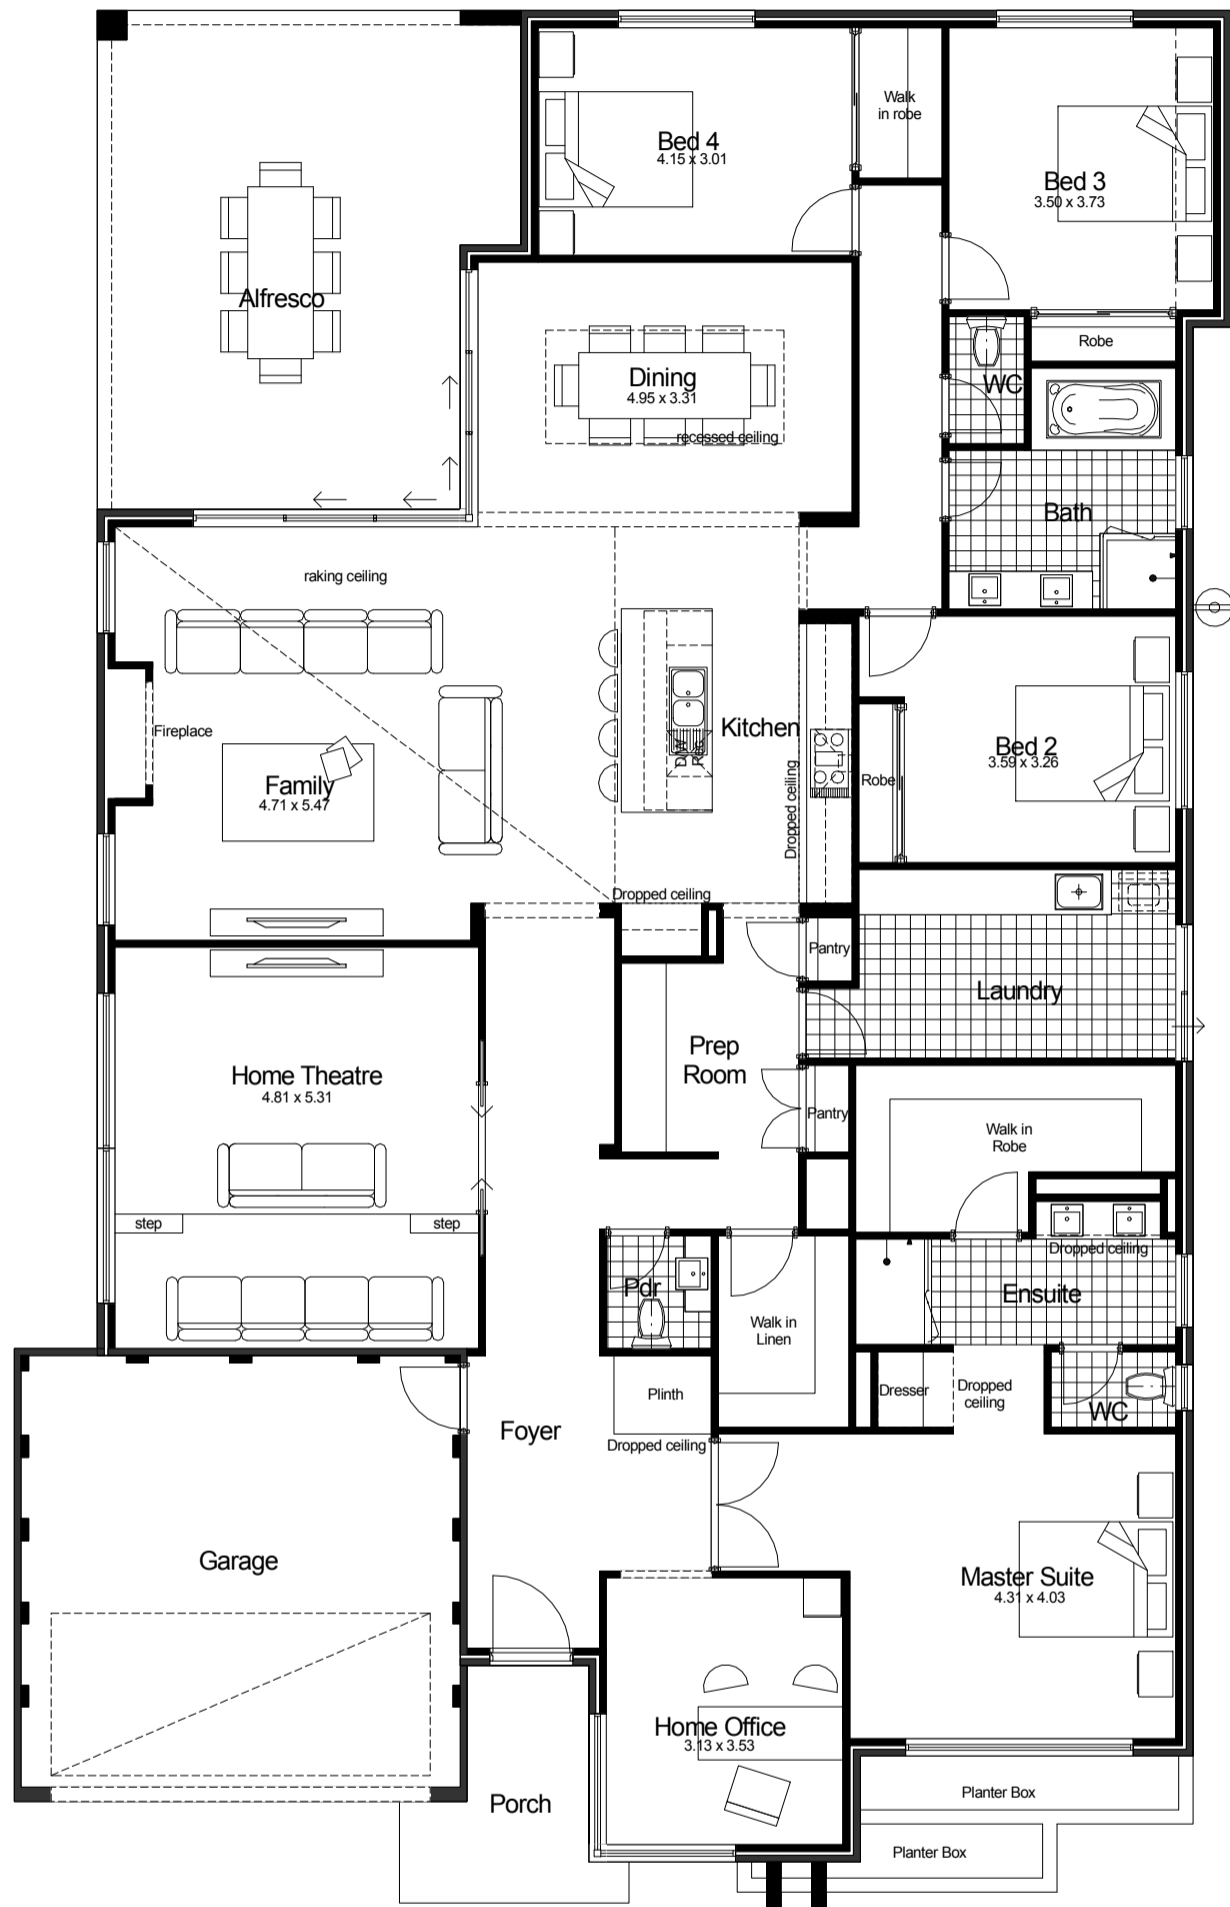 Walk
in robe
Bed 4
4.15 x 3.01
Bed 3
3.50 x 3.73
Alfresco
Robe
WC
Dining
4.95 x 3.31
recessed ceiling
Bath
raking ceiling
Fireplace
Kitchen
D/W
Rec
Bed 2
3.59 x 3.26
Robe
Family
4.71 x 5.47
Dropped ceiling
Dropped ceiling
Pantry
Laundry
Prep
Room
Home Theatre
4.81 x 5.31
Pantry
Walk in
Robe
step
step
Dropped ceiling
Pdr
Ensuite
Walk in
Linen
Plinth
Dresser
Dropped
ceiling
WC
Foyer
Dropped ceiling
Garage
Master Suite
4.31 x 4.03
Home Office
3.13 x 3.53
Porch
Planter Box
Planter Box